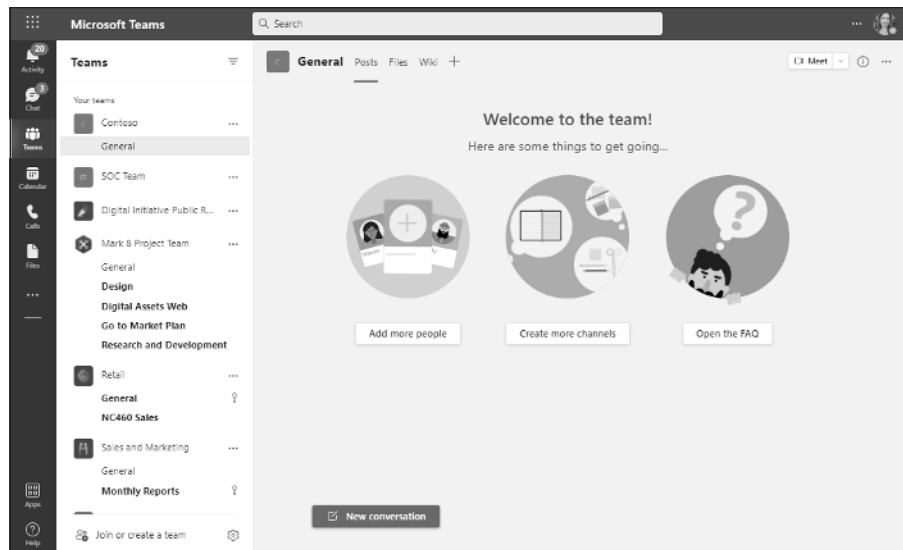 Microsoft Teams
Search
20
Activity
3
Chat
Teams
Calendar
Calls
Files
Apps
Help
Teams
Your teams
Contoso
General
SOC Team
Digital Initiative Public R...
Mark 8 Project Team
General
Design
Digital Assets Web
Go to Market Plan
Research and Development
Retail
General
NC460 Sales
Sales and Marketing
General
Monthly Reports
Join or create a team
General Posts Files Wiki
Meet
Welcome to the team!
Here are some things to get going...
Add more people
Create more channels
Open the FAQ
New conversation